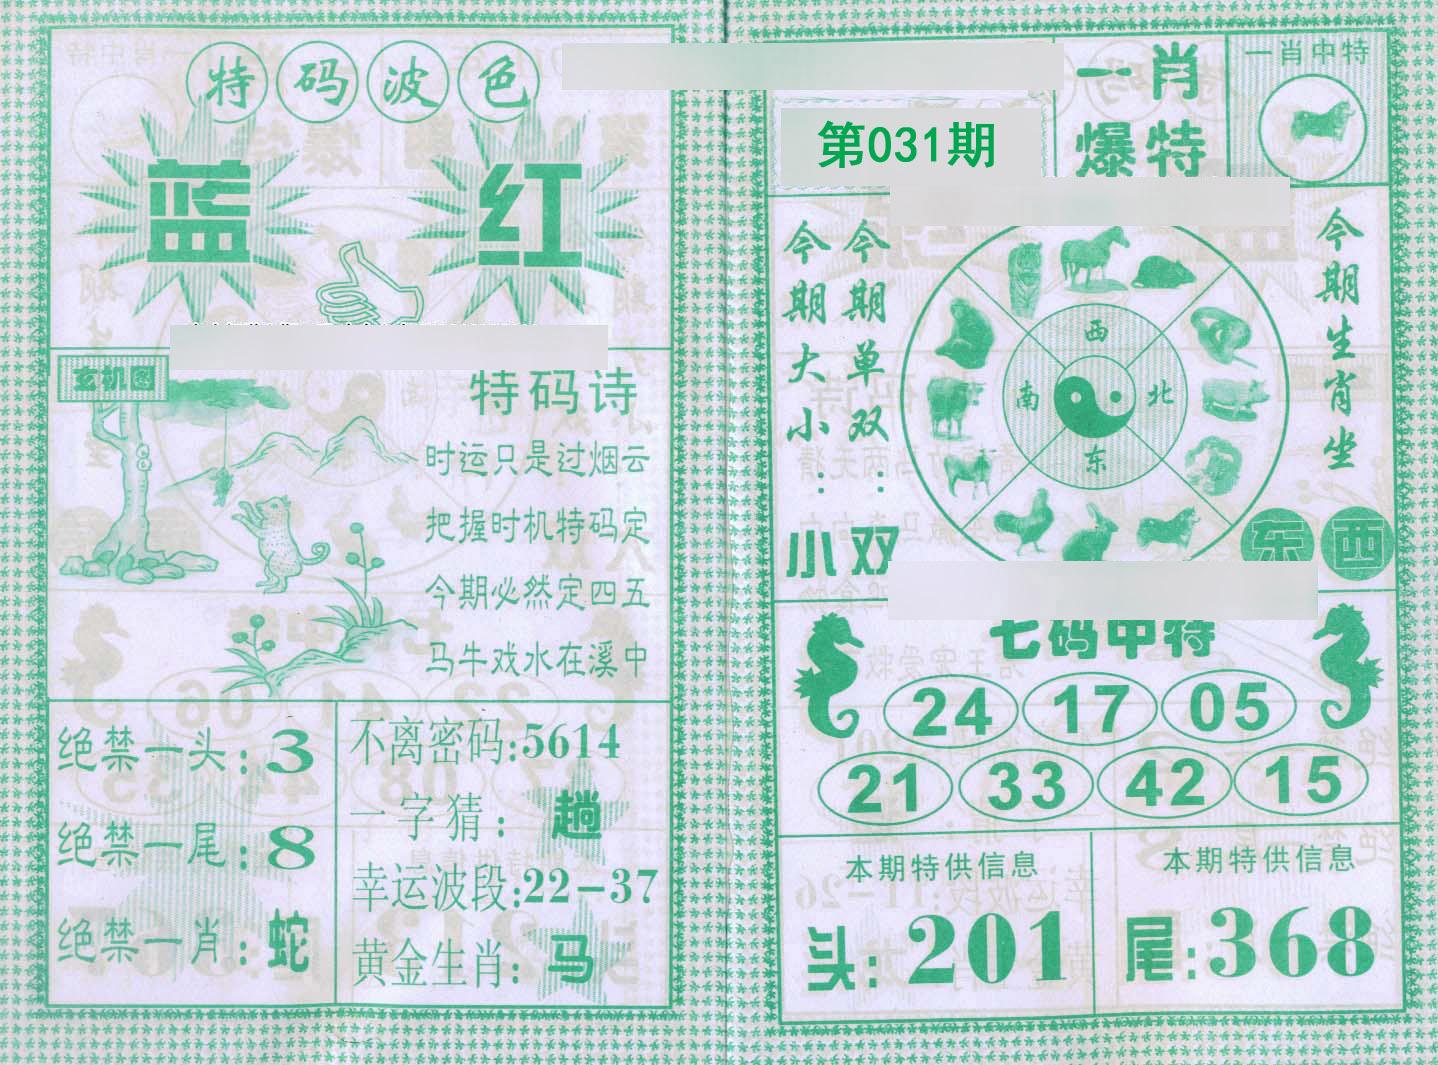 特码波色
蓝 红
玄机图
特码诗
时运只是过烟云
把握时机特码定
今期必然定四五
马牛戏水在溪中
绝禁一头:3
绝禁一尾:8
绝禁一肖:蛇
不离密码:5614
一字猜:趟
幸运波段:22-37
黄金生肖:马
第031期
一肖
爆特
一肖中特
今期大小:小
今期单双:双
西
南 北
东
今期生肖坐
东西
七码中特
24 17 05
21 33 42 15
本期特供信息
头:201
本期特供信息
尾:368